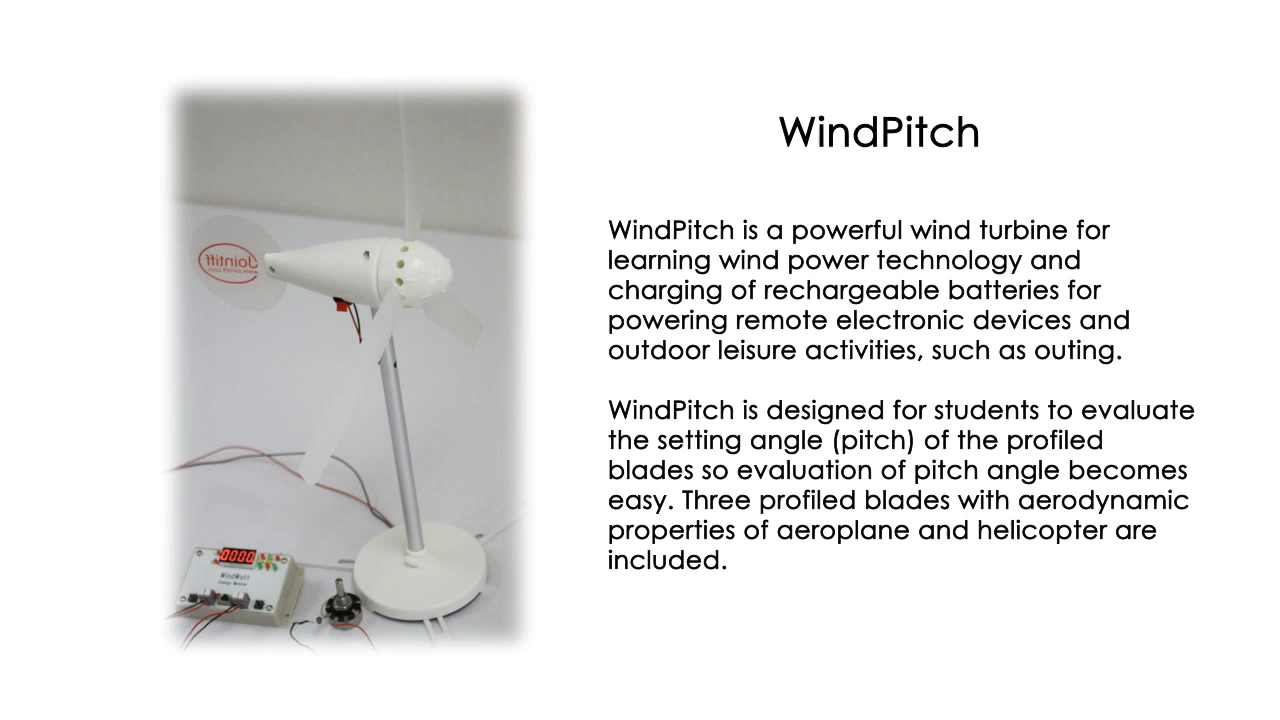 WindPitch
WindPitch is a powerful wind turbine for
learning wind power technology and
charging of rechargeable batteries for
powering remote electronic devices and
outdoor leisure activities, such as outing.
WindPitch is designed for students to evaluate
the setting angle (pitch) of the profiled
blades so evaluation of pitch angle becomes
easy. Three profiled blades with aerodynamic
properties of aeroplane and helicopter are
included.
Jointiff
0000
WindWatt
Energy Monitor